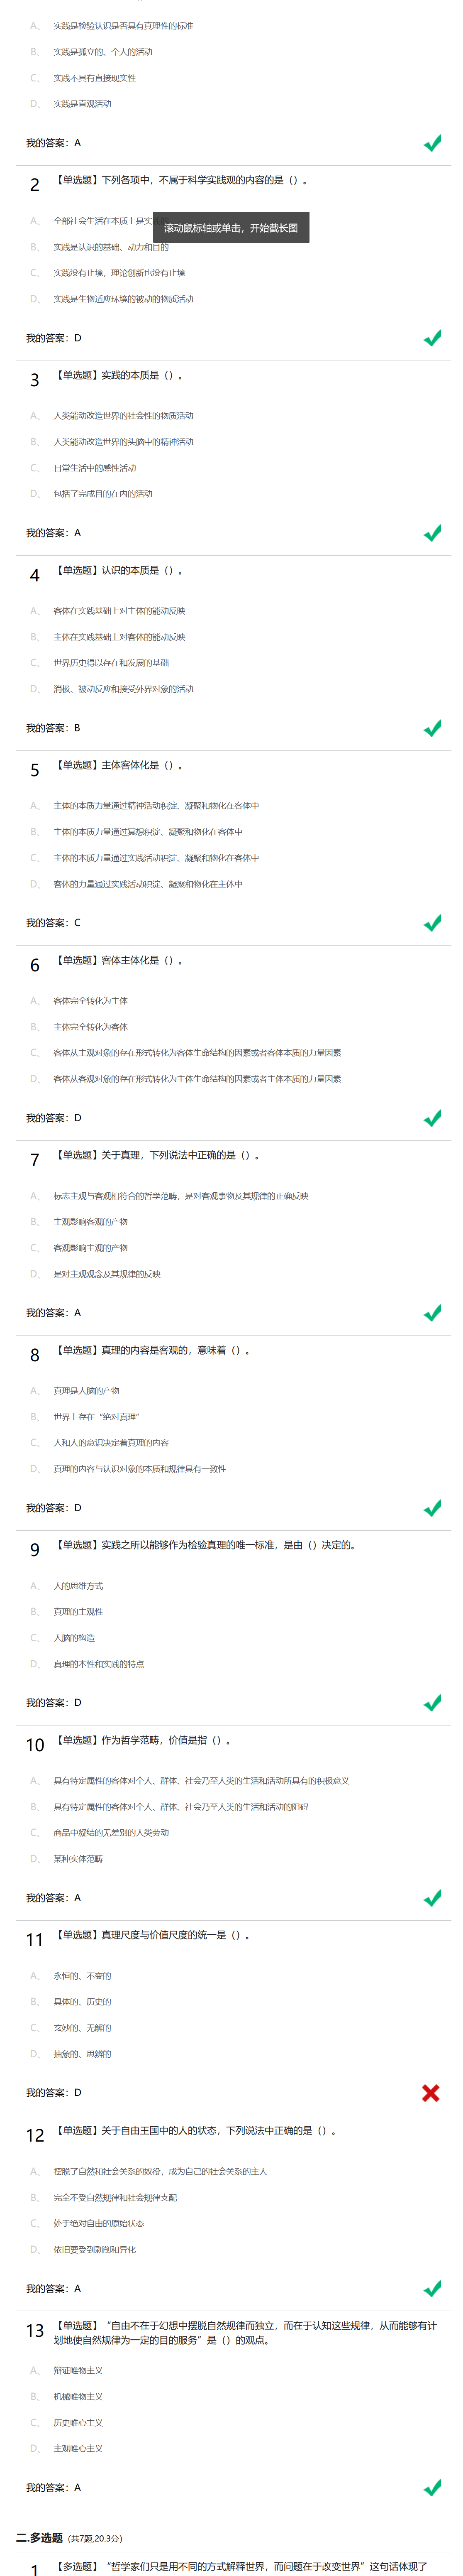 A、 实践是检验认识是否具有真理性的标准
B、 实践是孤立的、个人的活动
C、 实践不具有直接现实性
D、 实践是直观活动
我的答案：A
2 【单选题】下列各项中，不属于科学实践观的内容的是（）。
A、 全部社会生活在本质上是实践的
滚动鼠标轴或单击，开始截长图
B、 实践是认识的基础、动力和目的
C、 实践没有止境，理论创新也没有止境
D、 实践是生物适应环境的被动的物质活动
我的答案：D
3 【单选题】实践的本质是（）。
A、 人类能动改造世界的社会性的物质活动
B、 人类能动改造世界的头脑中的精神活动
C、 日常生活中的感性活动
D、 包括了完成目的在内的活动
我的答案：A
4 【单选题】认识的本质是（）。
A、 客体在实践基础上对主体的能动反映
B、 主体在实践基础上对客体的能动反映
C、 世界历史得以存在和发展的基础
D、 消极、被动反应和接受外界对象的活动
我的答案：B
5 【单选题】主体客体化是（）。
A、 主体的本质力量通过精神活动积淀、凝聚和物化在客体中
B、 主体的本质力量通过冥想积淀、凝聚和物化在客体中
C、 主体的本质力量通过实践活动积淀、凝聚和物化在客体中
D、 客体的力量通过实践活动积淀、凝聚和物化在主体中
我的答案：C
6 【单选题】客体主体化是（）。
A、 客体完全转化为主体
B、 主体完全转化为客体
C、 客体从主观对象的存在形式转化为客体生命结构的因素或者客体本质的力量因素
D、 客体从客观对象的存在形式转化为主体生命结构的因素或者主体本质的力量因素
我的答案：D
7 【单选题】关于真理，下列说法中正确的是（）。
A、 标志主观与客观相符合的哲学范畴，是对客观事物及其规律的正确反映
B、 主观影响客观的产物
C、 客观影响主观的产物
D、 是对主观观念及其规律的反映
我的答案：A
8 【单选题】真理的内容是客观的，意味着（）。
A、 真理是人脑的产物
B、 世界上存在“绝对真理”
C、 人和人的意识决定着真理的内容
D、 真理的内容与认识对象的本质和规律具有一致性
我的答案：D
9 【单选题】实践之所以能够作为检验真理的唯一标准，是由（）决定的。
A、 人的思维方式
B、 真理的主观性
C、 人脑的构造
D、 真理的本性和实践的特点
我的答案：D
10 【单选题】作为哲学范畴，价值是指（）。
A、 具有特定属性的客体对个人、群体、社会乃至人类的生活和活动所具有的积极意义
B、 具有特定属性的客体对个人、群体、社会乃至人类的生活和活动的阻碍
C、 商品中凝结的无差别的人类劳动
D、 某种实体范畴
我的答案：A
11 【单选题】真理尺度与价值尺度的统一是（）。
A、 永恒的、不变的
B、 具体的、历史的
C、 玄妙的、无解的
D、 抽象的、思辨的
我的答案：D
12 【单选题】关于自由王国中的人的状态，下列说法中正确的是（）。
A、 摆脱了自然和社会关系的奴役，成为自己的社会关系的主人
B、 完全不受自然规律和社会规律支配
C、 处于绝对自由的原始状态
D、 依旧要受到剥削和异化
我的答案：A
13 【单选题】“自由不在于幻想中摆脱自然规律而独立，而在于认知这些规律，从而能够有计
划地使自然规律为一定的目的服务”是（）的观点。
A、 辩证唯物主义
B、 机械唯物主义
C、 历史唯心主义
D、 主观唯心主义
我的答案：A
二.多选题（共7题,20.3分）
1 【多选题】“哲学家们只是用不同的方式解释世界，而问题在于改变世界”这句话体现了